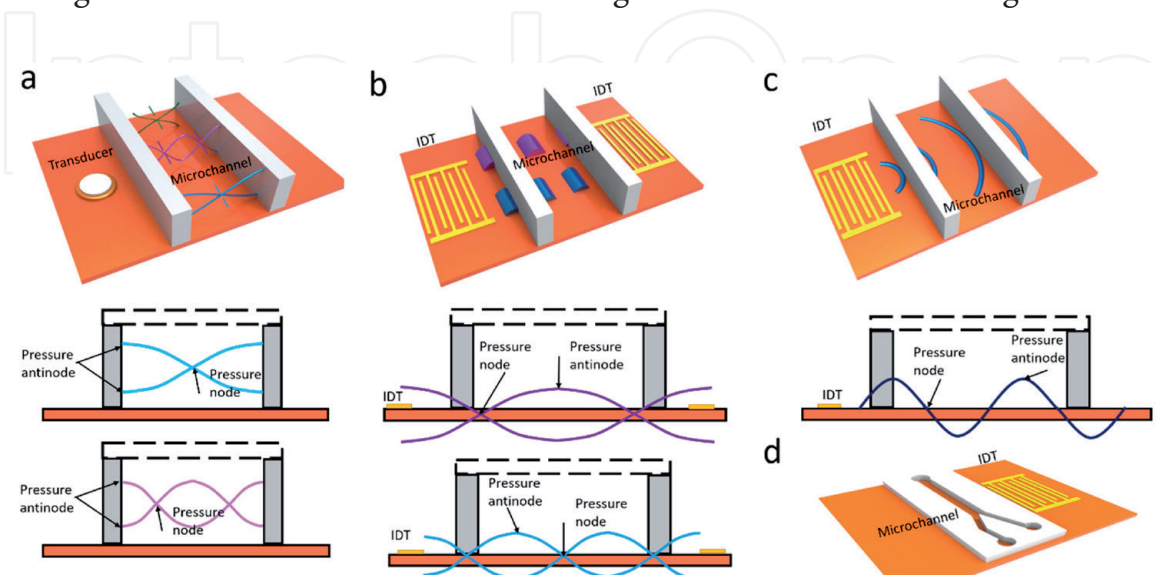 a
Transducer
Microchannel
Pressure
antinode
Pressure
node
Pressure
antinode
Pressure
node
b
IDT
IDT
Microchannel
Pressure
node
Pressure
antinode
IDT
Pressure
antinode
Pressure
node
IDT
c
IDT
Microchannel
Pressure
node
Pressure
antinode
IDT
d
IDT
Microchannel